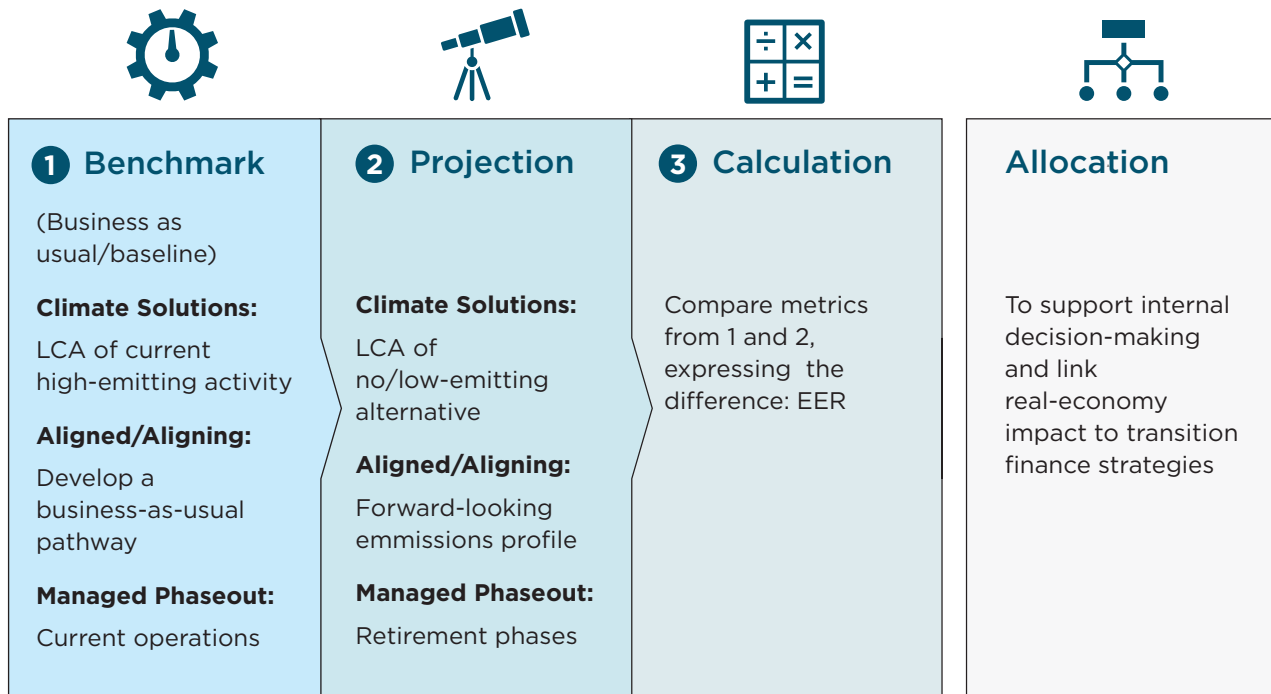 1 Benchmark
(Business as
usual/baseline)
Climate Solutions:
LCA of current
high-emitting activity
Aligned/Aligning:
Develop a
business-as-usual
pathway
Managed Phaseout:
Current operations
2 Projection
Climate Solutions:
LCA of
no/low-emitting
alternative
Aligned/Aligning:
Forward-looking
emmissions profile
Managed Phaseout:
Retirement phases
3 Calculation
Compare metrics
from 1 and 2,
expressing the
difference: EER
Allocation
To support internal
decision-making
and link
real-economy
impact to transition
finance strategies